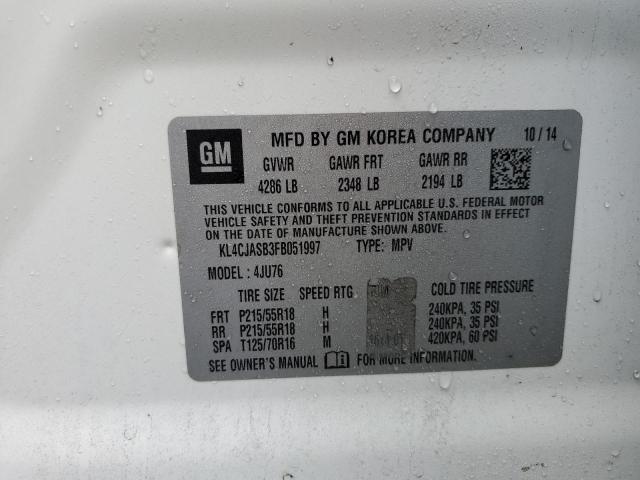 GM MFD BY GM KOREA COMPANY 10/14
GVWR GAWR FRT GAWR RR
4286 LB 2348 LB 2194 LB
THIS VEHICLE CONFORMS TO ALL APPLICABLE U.S. FEDERAL MOTOR
VEHICLE SAFETY AND THEFT PREVENTION STANDARDS IN EFFECT
ON THE DATE OF MANUFACTURE SHOWN ABOVE.
KL4CJASB3FB051997 TYPE: MPV
MODEL: 4JU76
TIRE SIZE SPEED RTG COLD TIRE PRESSURE
FRT P215/55R18 H 240KPA, 35 PSI
RR P215/55R18 H 240KPA, 35 PSI
SPA T125/70R16 M 420KPA, 60 PSI
SEE OWNER'S MANUAL FOR MORE INFORMATION.